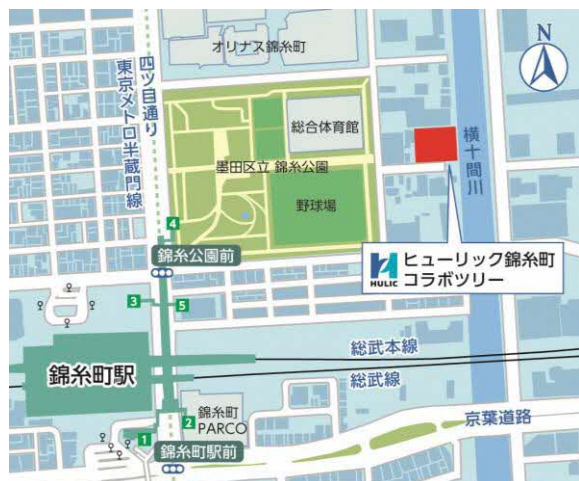 オリナス錦糸町
N
四ツ目通り
東京メトロ半蔵門線
総合体育館
横十間川
墨田区立 錦糸公園
野球場
4
錦糸公園前
HULIC
ヒューリック錦糸町
コラボツリー
3
5
総武本線
錦糸町駅
総武線
2
錦糸町
PARCO
1
京葉道路
錦糸町駅前